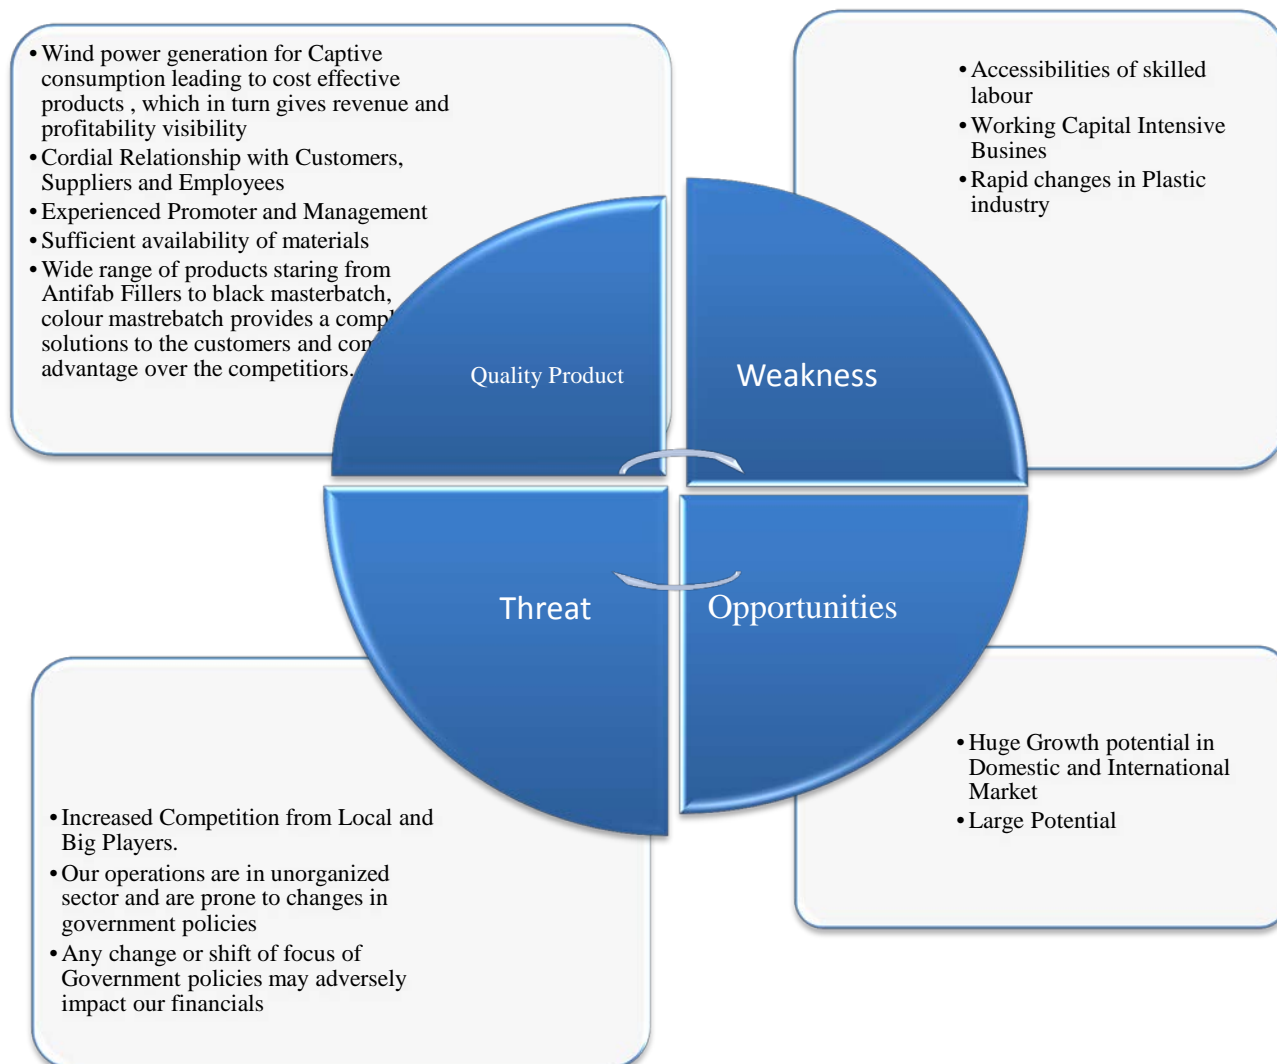 • Wind power generation for Captive
consumption leading to cost effective
products , which in turn gives revenue and
profitability visibility
• Cordial Relationship with Customers,
Suppliers and Employees
• Experienced Promoter and Management
• Sufficient availability of materials
• Wide range of products staring from
Antifab Fillers to black masterbatch,
colour mastrebatch provides a
solutions to the customers and
advantage over the competitiors.
• Accessibilities of skilled
labour
• Working Capital Intensive
Busines
• Rapid changes in Plastic
industry
Quality Product
Weakness
Threat
Opportunities
• Increased Competition from Local and
Big Players.
• Our operations are in unorganized
sector and are prone to changes in
government policies
• Any change or shift of focus of
Government policies may adversely
impact our financials
• Huge Growth potential in
Domestic and International
Market
• Large Potential